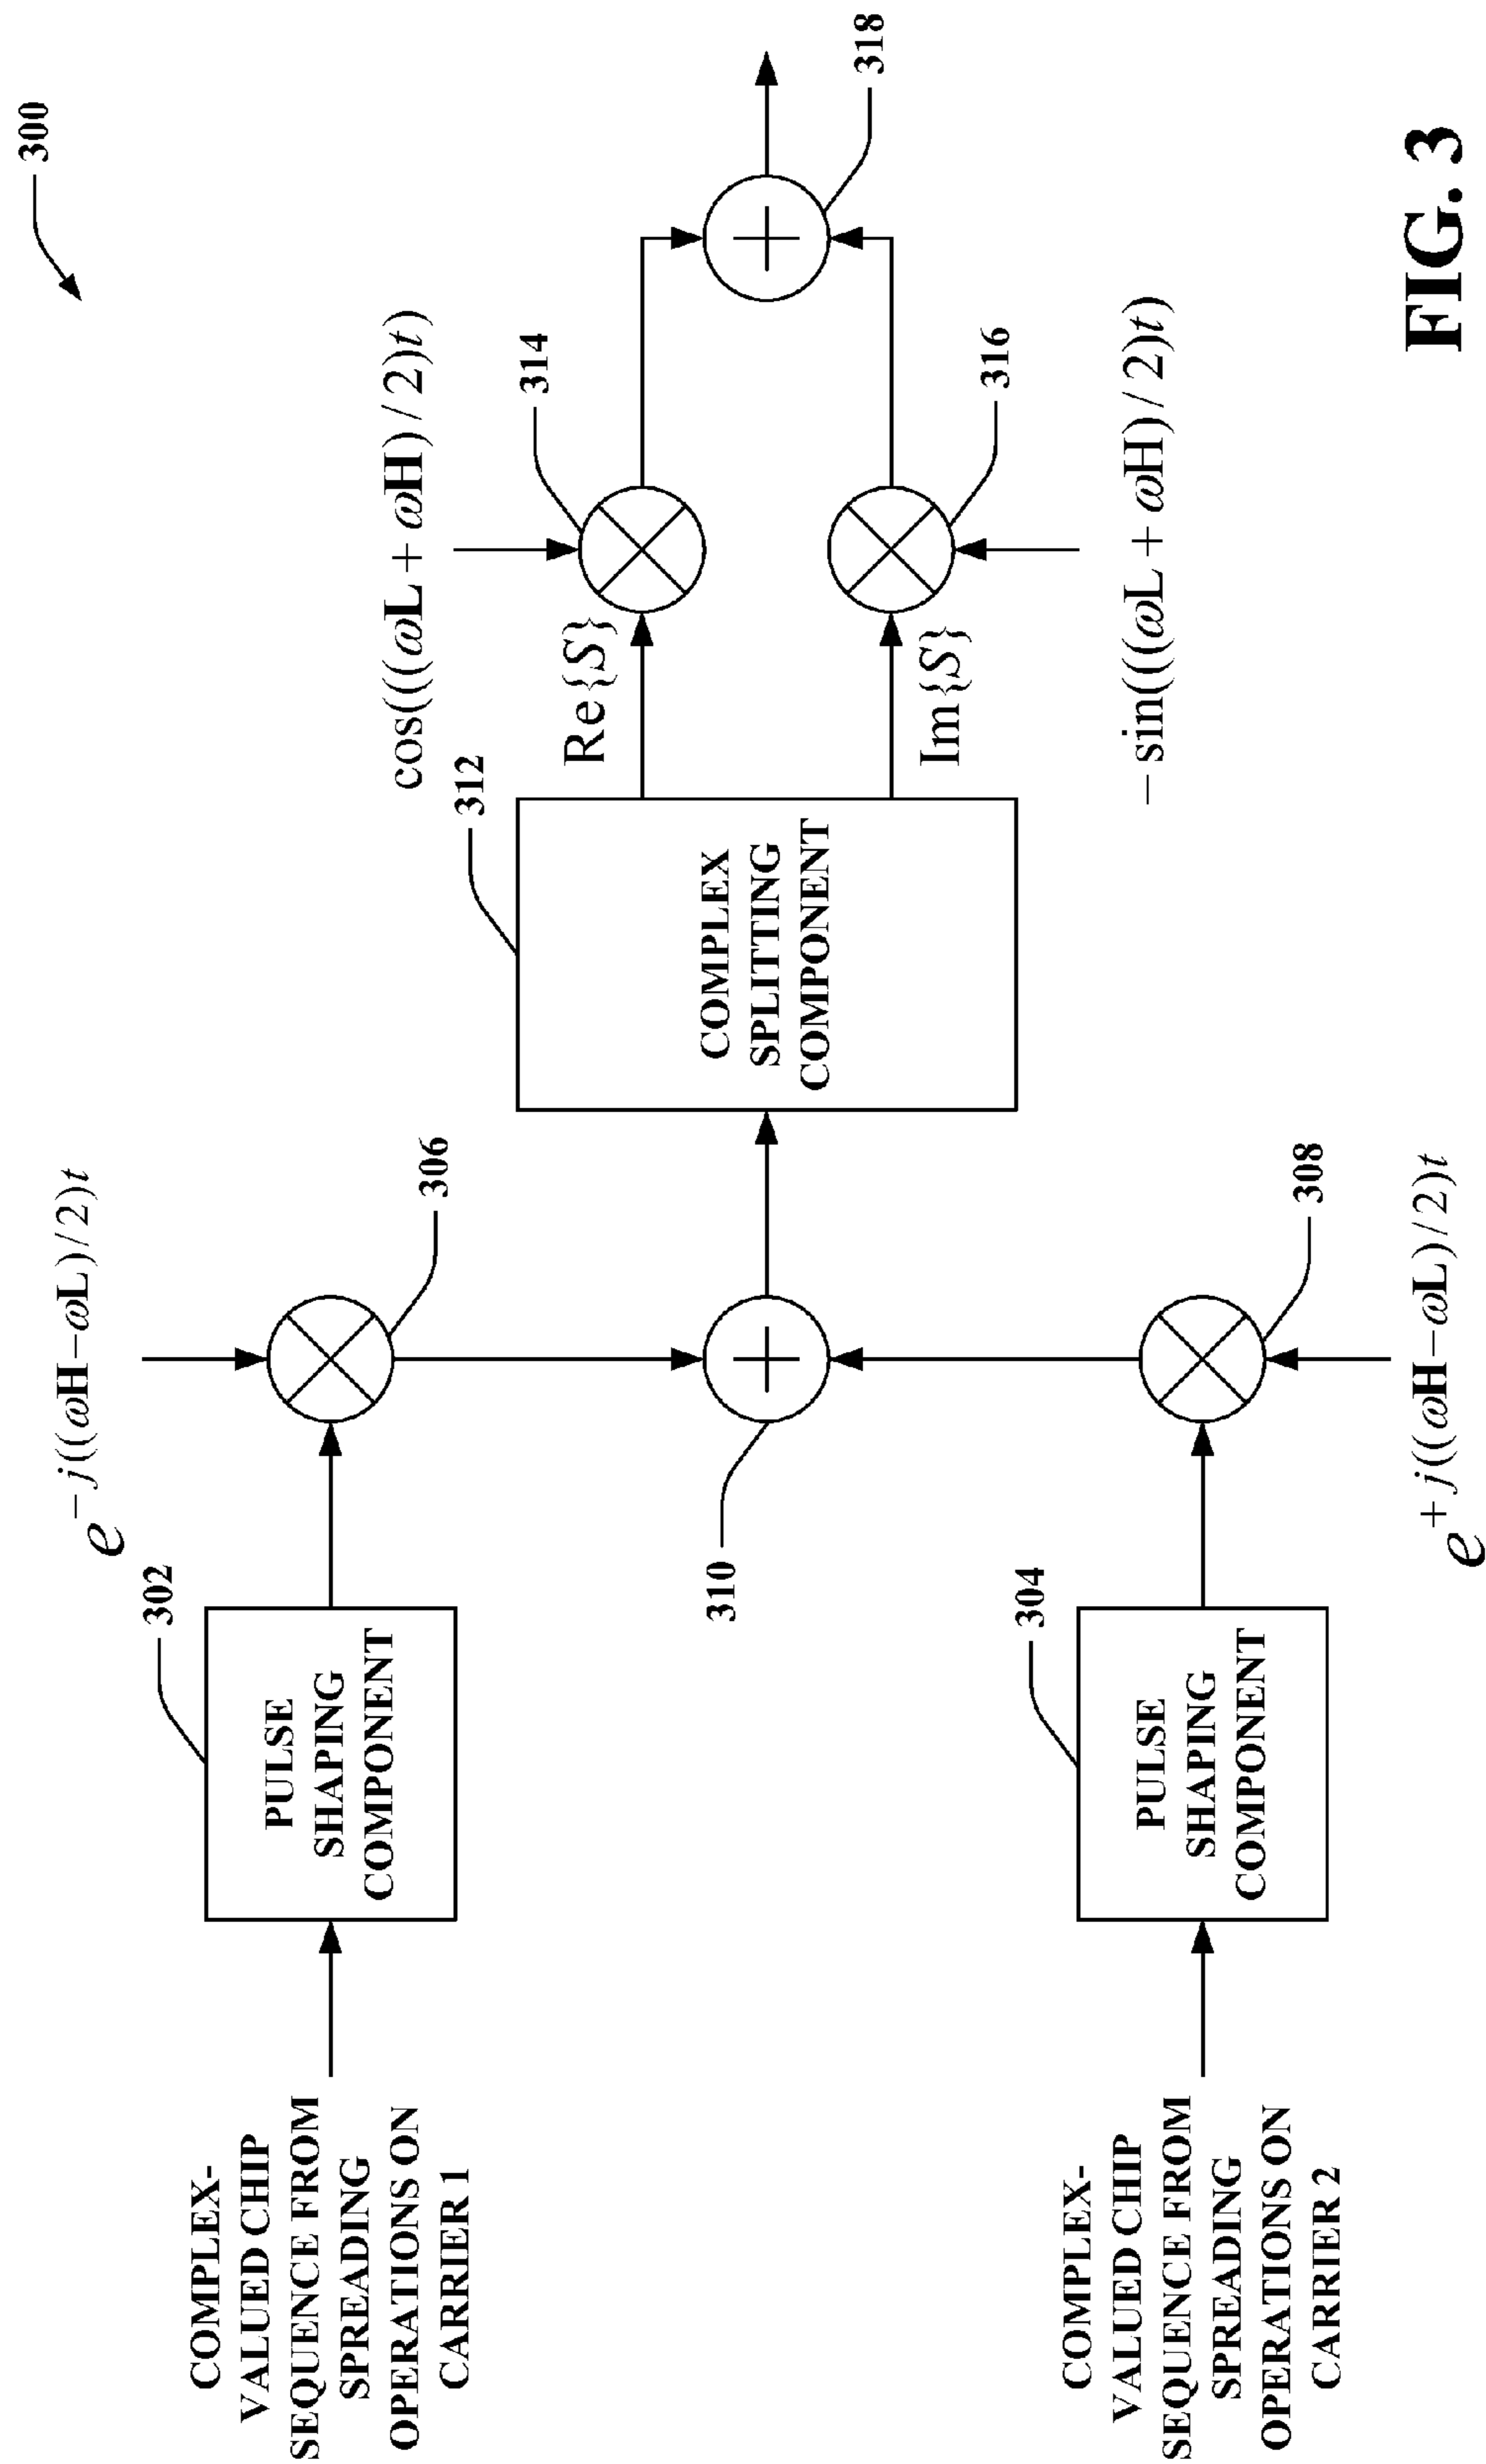 300
COMPLEX-
VALUED CHIP
SEQUENCE FROM
SPREADING
OPERATIONS ON
CARRIER 1
302
PULSE
SHAPING
COMPONENT
e^{-j((ωH-ωL)/2)t}
306
310
COMPLEX-
VALUED CHIP
SEQUENCE FROM
SPREADING
OPERATIONS ON
CARRIER 2
304
PULSE
SHAPING
COMPONENT
308
e^{+j((ωH-ωL)/2)t}
312
COMPLEX
SPLITTING
COMPONENT
Re{S}
Im{S}
cos(((ωL+ωH)/2)t)
314
316
-sin(((ωL+ωH)/2)t)
318
FIG. 3